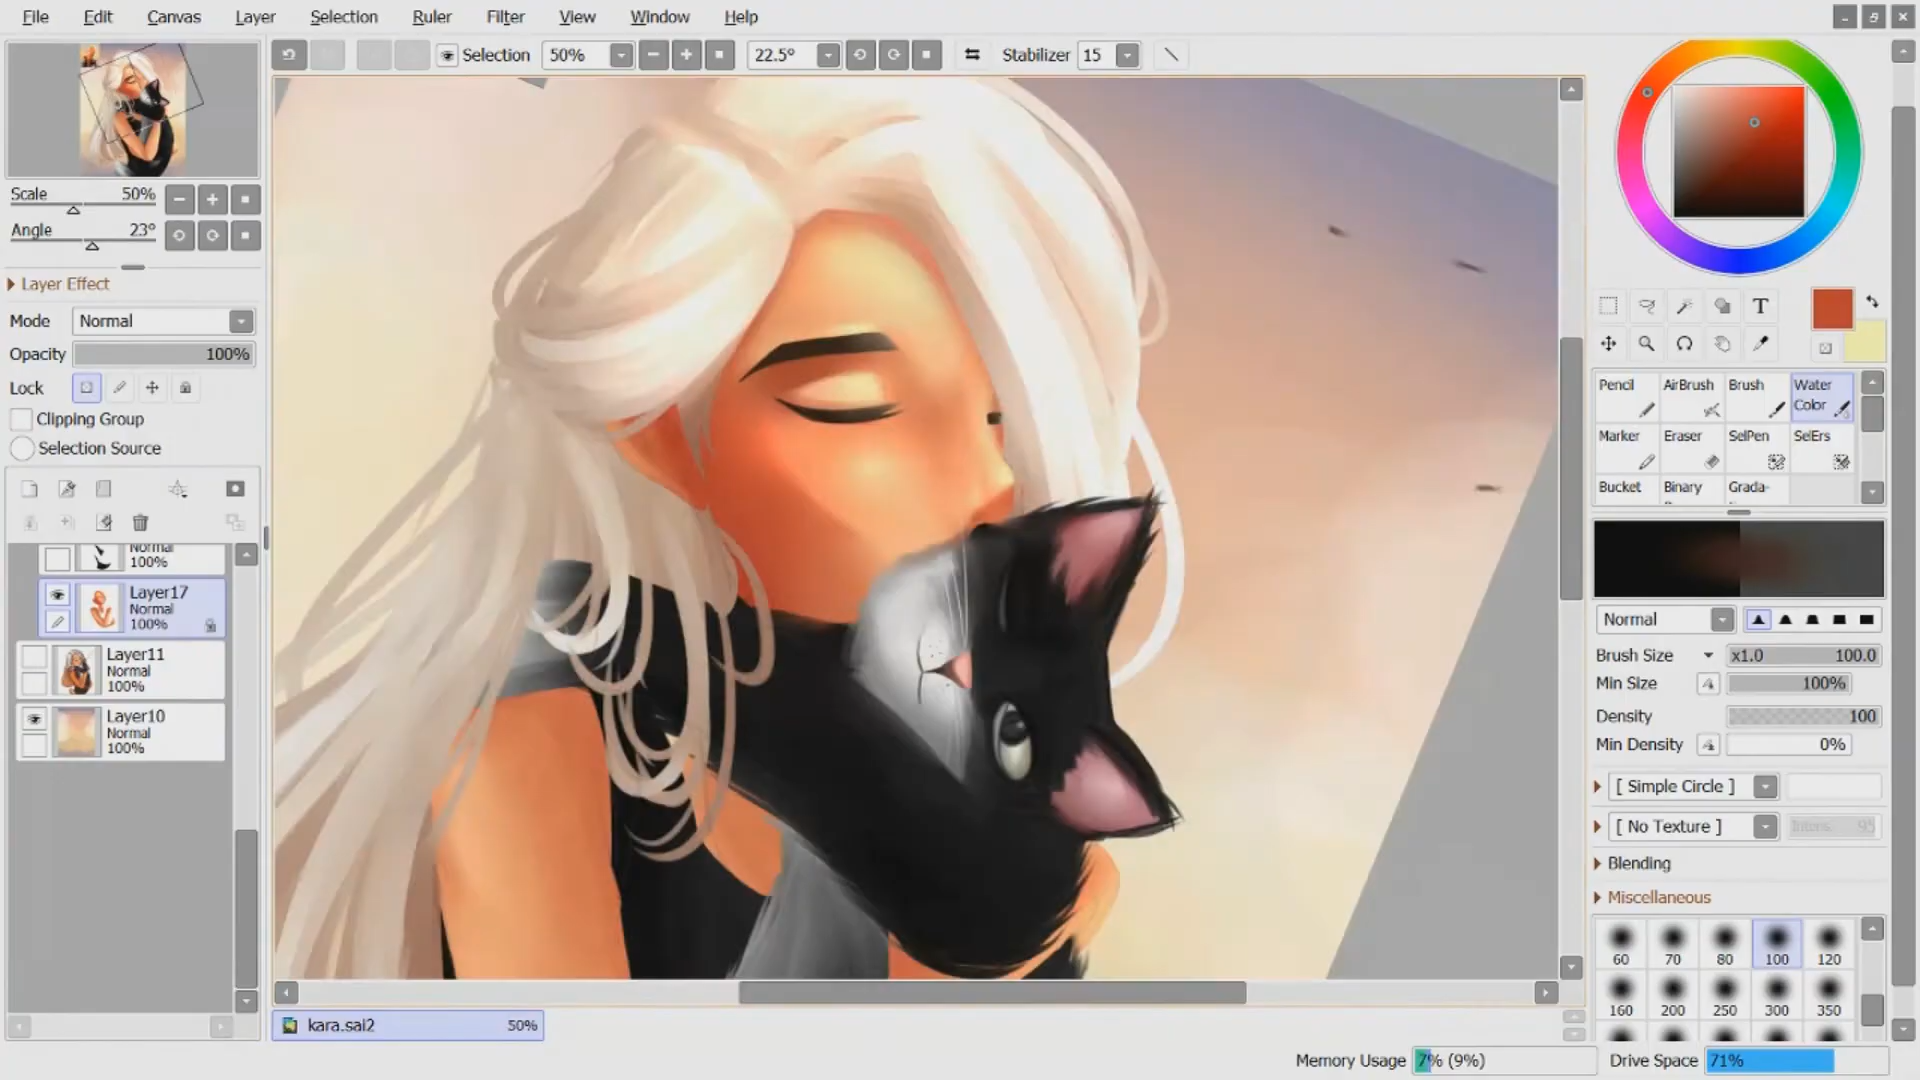 File Edit Canvas Layer Selection Ruler Filter View Window Help
Selection 50% 22.5° Stabilizer 15
Scale 50%
Angle 23°
Layer Effect
Mode Normal
Opacity 100%
Lock
Clipping Group
Selection Source
Normal
100%
Layer17
Normal
100%
Layer11
Normal
100%
Layer10
Normal
100%
kara.sai2 50%
T
Pencil AirBrush Brush Water Color
Marker Eraser SelPen SelErs
Bucket Binary Grada-
Normal
Brush Size x1.0 100.0
Min Size 100%
Density 100
Min Density 0%
[ Simple Circle ]
[ No Texture ] Intens. 95
Blending
Miscellaneous
60 70 80 100 120
160 200 250 300 350
Memory Usage 7% (9%) Drive Space 71%